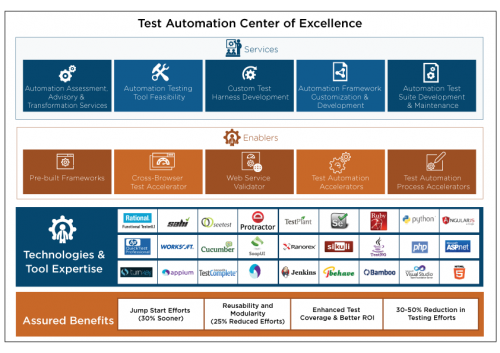 Test Automation Center of Excellence
Services
Automation Assessment,
Advisory &
Transformation Services
Automation Testing
Tool Feasibility
Custom Test
Harness Development
Automation Framework
Customization &
Development
Automation Test
Suite Development
& Maintenance
Enablers
Pre-built Frameworks
Cross-Browser
Test Accelerator
Web Service
Validator
Test Automation
Accelerators
Test Automation
Process Accelerators
Technologies &
Tool Expertise
Rational
Functional Tester
sahi
seetest
Protractor
TestPlant
Se
Ruby
python
ANGULARJS
QuickTest
Professional
WORKSOFT
Cucumber
SoapUI
Ranorex
sikuli
TestNG
php
ASP.net
appium
TestComplete
Jenkins
behave
Bamboo
Visual Studio
HTML
5
Assured Benefits
Jump Start Efforts
(30% Sooner)
Reusability and
Modularity
(25% Reduced Efforts)
Enhanced Test
Coverage & Better ROI
30-50% Reduction in
Testing Efforts